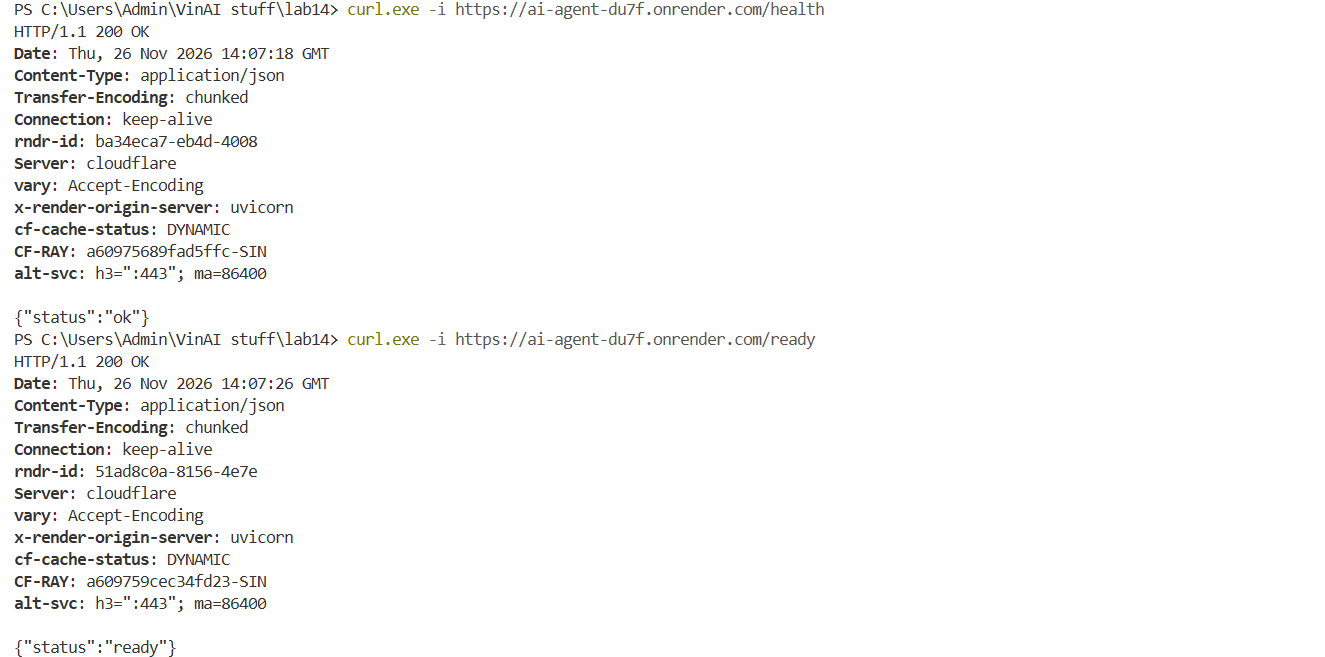 PS C:\Users\Admin\VinAI stuff\lab14> curl.exe -i https://ai-agent-du7f.onrender.com/health
HTTP/1.1 200 OK
Date: Thu, 26 Nov 2026 14:07:18 GMT
Content-Type: application/json
Transfer-Encoding: chunked
Connection: keep-alive
rndr-id: ba34eca7-eb4d-4008
Server: cloudflare
vary: Accept-Encoding
x-render-origin-server: uvicorn
cf-cache-status: DYNAMIC
CF-RAY: a60975689fad5ffc-SIN
alt-svc: h3=":443"; ma=86400
{"status":"ok"}
PS C:\Users\Admin\VinAI stuff\lab14> curl.exe -i https://ai-agent-du7f.onrender.com/ready
HTTP/1.1 200 OK
Date: Thu, 26 Nov 2026 14:07:26 GMT
Content-Type: application/json
Transfer-Encoding: chunked
Connection: keep-alive
rndr-id: 51ad8c0a-8156-4e7e
Server: cloudflare
vary: Accept-Encoding
x-render-origin-server: uvicorn
cf-cache-status: DYNAMIC
CF-RAY: a609759cec34fd23-SIN
alt-svc: h3=":443"; ma=86400
{"status":"ready"}